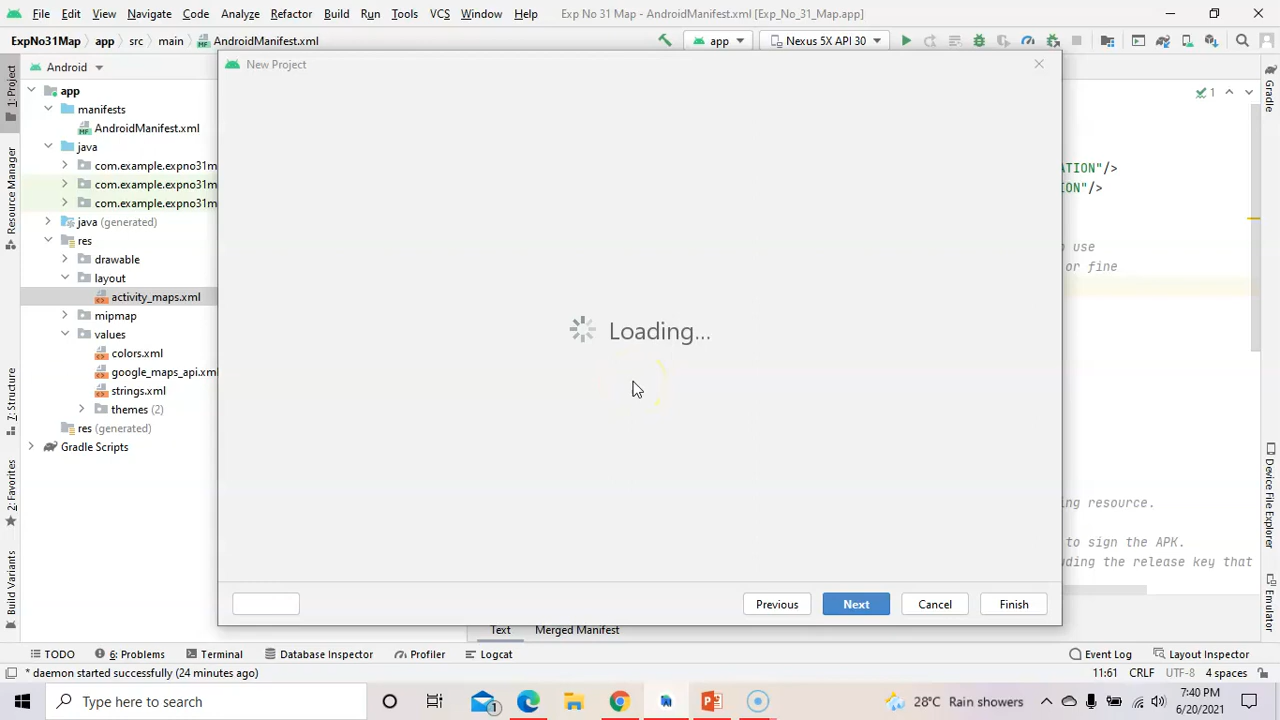 File Edit View Navigate Code Analyze Refactor Build Run Tools VCS Window Help Exp No 31 Map - AndroidManifest.xml [Exp_No_31_Map.app]
ExpNo31Map app src main AndroidManifest.xml app Nexus 5X API 30
Android
New Project
1
app
manifests
AndroidManifest.xml
java
com.example.expno31m
com.example.expno31m
com.example.expno31m
java (generated)
res
drawable
layout
activity_maps.xml
mipmap
values
colors.xml
google_maps_api.xml
strings.xml
themes (2)
res (generated)
Gradle Scripts
1: Project
Resource Manager
7: Structure
2: Favorites
Build Variants
Loading...
ATION"/>
ION"/>
use
or fine
ng resource.
to sign the APK.
ding the release key that
Gradle
Device File Explorer
Emulator
Previous Next Cancel Finish
Text Merged Manifest
TODO 6: Problems Terminal Database Inspector Profiler Logcat Event Log Layout Inspector
* daemon started successfully (24 minutes ago) 11:61 CRLF UTF-8 4 spaces
Type here to search 1 28°C Rain showers 7:40 PM
6/20/2021